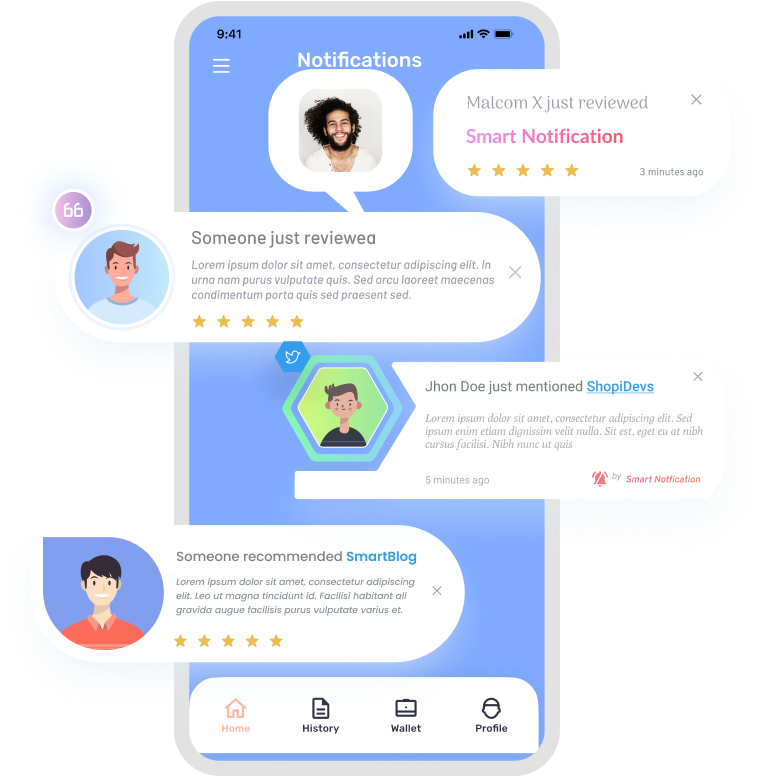 9:41
Notifications
Malcom X just reviewed
Smart Notification
3 minutes ago
Someone just reviewed
Lorem ipsum dolor sit amet, consectetur adipiscing elit. In
urna nam purus vulputate quis. Sed arcu laoreet maecenas
condimentum porta quis sed praesent sed.
Jhon Doe just mentioned ShopiDevs
Lorem ipsum dolor sit amet, consectetur adipiscing elit. Sed
ipsum enim etiam dignissim velit nulla. Sit est, eget eu at nibh
cursus facilisi. Nibh nunc ut quis
5 minutes ago
by Smart Notfication
Someone recommended SmartBlog
Lorem ipsum dolor sit amet, consectetur adipiscing
elit. Leo ut magna tincidunt id. Facilisi habitant ali
gravida augue facilisis purus vulputate varius et.
Home
History
Wallet
Profile